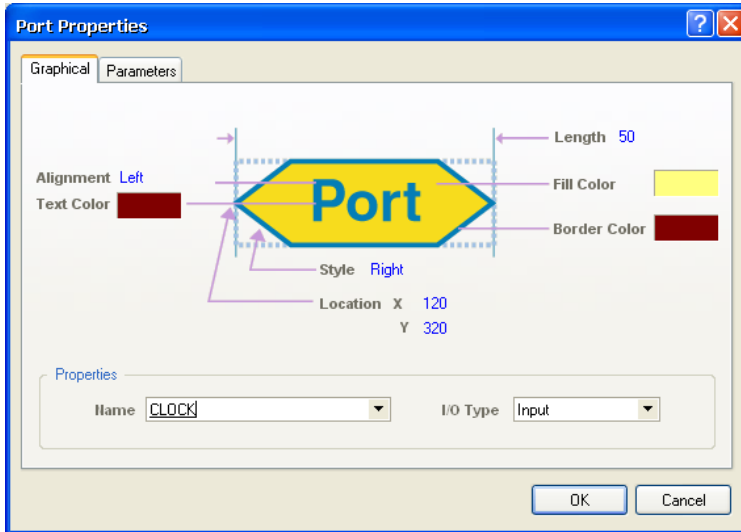 Port Properties
Graphical Parameters
Length 50
Alignment Left
Fill Color
Text Color
Port
Border Color
Style Right
Location X 120
Y 320
Properties
Name CLOCK I/O Type Input
OK Cancel